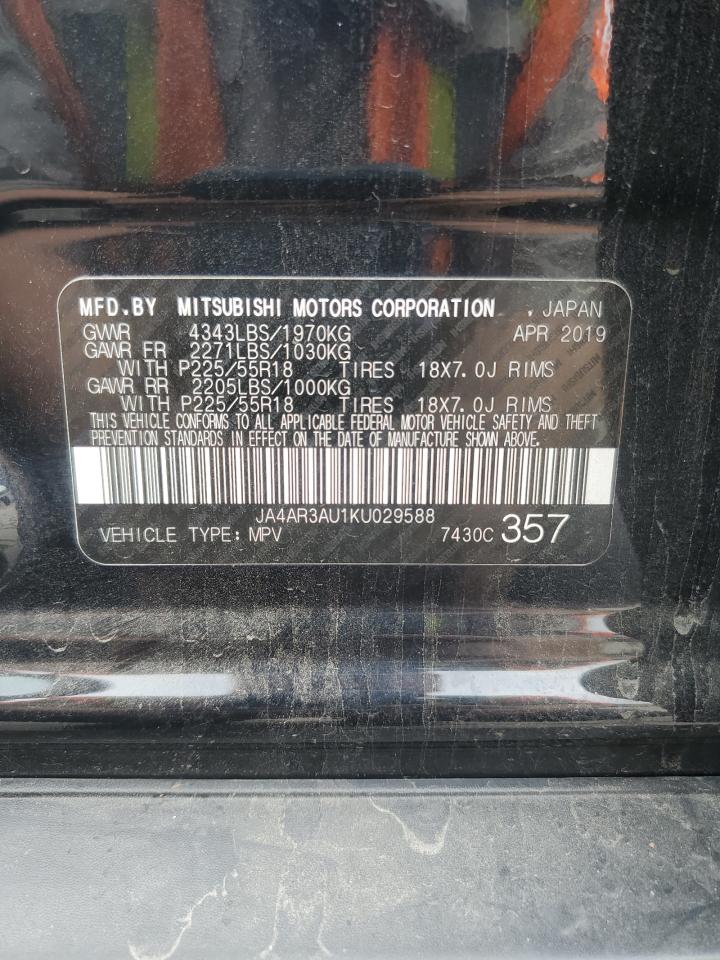 MFD.BY MITSUBISHI MOTORS CORPORATION , JAPAN
GVWR 4343LBS/1970KG APR 2019
GAWR FR 2271LBS/1030KG
WITH P225/55R18 TIRES 18X7.0J RIMS
GAWR RR 2205LBS/1000KG
WITH P225/55R18 TIRES 18X7.0J RIMS
THIS VEHICLE CONFORMS TO ALL APPLICABLE FEDERAL MOTOR VEHICLE SAFETY AND THEFT
PREVENTION STANDARDS IN EFFECT ON THE DATE OF MANUFACTURE SHOWN ABOVE.
JA4AR3AU1KU029588
VEHICLE TYPE: MPV 7430C 357